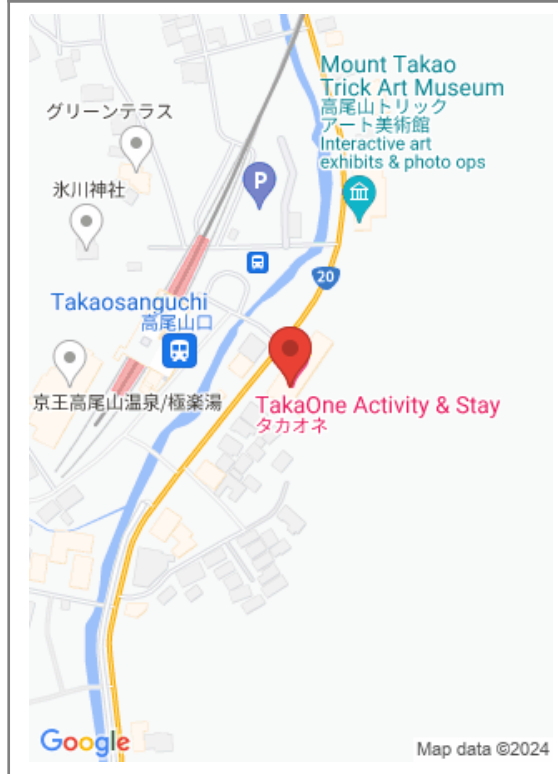 Mount Takao
Trick Art Museum
高尾山トリック
アート美術館
Interactive art
exhibits & photo ops
グリーンテラス
P
氷川神社
20
Takaosanguchi
高尾山口
京王高尾山温泉/極楽湯
TakaOne Activity & Stay
タカオネ
Google
Map data ©2024